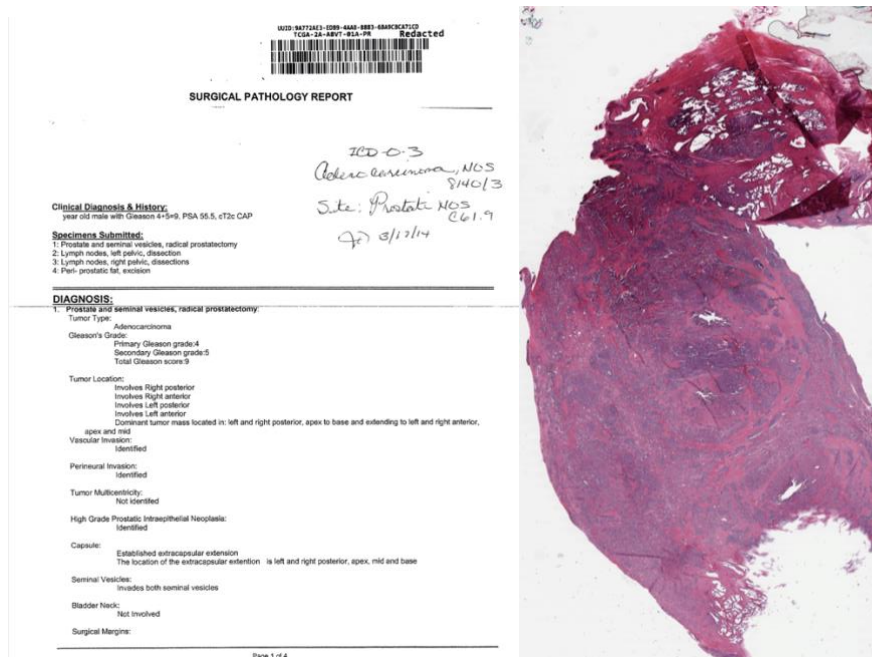 UUID:9A772AE3-ED89-4AA0-8BB3-68A9CBCA71CD
TCGA-2A-A8V7-01A-PR Redacted
SURGICAL PATHOLOGY REPORT
ICD-O-3
Adenocarcinoma, NOS
8140/3
Site: Prostate NOS
C61.9
3/17/14
Clinical Diagnosis & History:
year old male with Gleason 4+5=9, PSA 55.5, cT2c CAP
Specimens Submitted:
1: Prostate and seminal vesicles, radical prostatectomy
2: Lymph nodes, left pelvic, dissection
3: Lymph nodes, right pelvic, dissections
4: Peri- prostatic fat, excision
DIAGNOSIS:
1. Prostate and seminal vesicles, radical prostatectomy:
Tumor Type:
Adenocarcinoma
Gleason's Grade:
Primary Gleason grade:4
Secondary Gleason grade:5
Total Gleason score:9
Tumor Location:
Involves Right posterior
Involves Right anterior
Involves Left posterior
Involves Left anterior
Dominant tumor mass located in: left and right posterior, apex to base and extending to left and right anterior,
apex and mid
Vascular Invasion:
Identified
Perineural Invasion:
Identified
Tumor Multicentricity:
Not identifed
High Grade Prostatic Intraepithelial Neoplasia:
Identified
Capsule:
Established extracapsular extension
The location of the extracapsular extention is left and right posterior, apex, mid and base
Seminal Vesicles:
Invades both seminal vesicles
Bladder Neck:
Not Involved
Surgical Margins:
Page 1 of 4